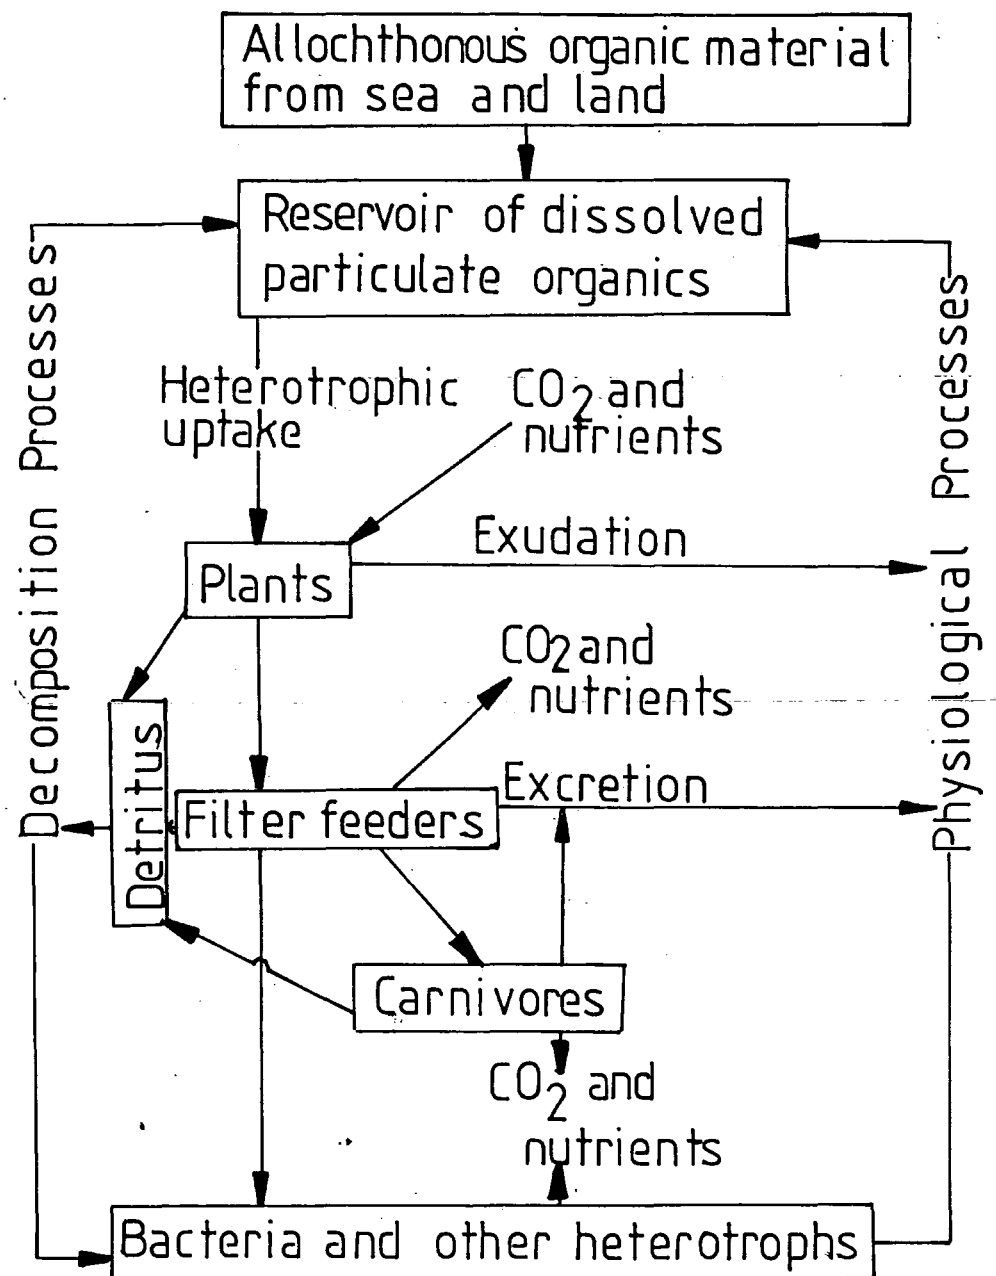 Allochthonous organic material
from sea and land
Reservoir of dissolved
particulate organics
Decomposition Processes
Physiological Processes
Heterotrophic
uptake
CO2 and
nutrients
Exudation
Plants
CO2 and
nutrients
Detritus
Excretion
Filter feeders
Carnivores
CO2 and
nutrients
Bacteria and other heterotrophs